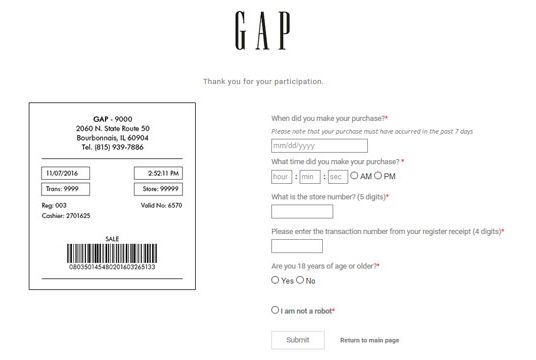 GAP
Thank you for your participation.
GAP - 9000
2060 N. State Route 50
Bourbonnais, IL 60904
Tel. (815) 939-7886
11/07/2016 2:52:11 PM
Trans: 9999 Store: 99999
Reg: 003 Valid No: 6570
Cashier: 2701625
SALE
080350145480201603265133
When did you make your purchase?*
Please note that your purchase must have occurred in the past 7 days
mm/dd/yyyy
What time did you make your purchase? *
hour : min : sec AM PM
What is the store number? (5 digits)*
Please enter the transaction number from your register receipt (4 digits)*
Are you 18 years of age or older?*
Yes No
I am not a robot*
Submit Return to main page